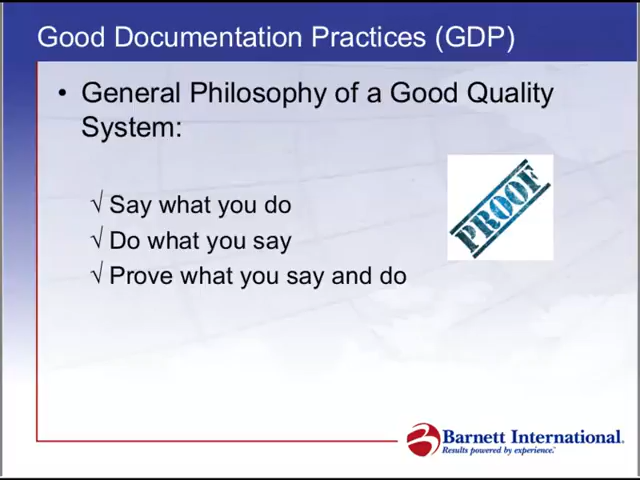 Good Documentation Practices (GDP)
• General Philosophy of a Good Quality
System:
√ Say what you do
√ Do what you say
√ Prove what you say and do
PROOF
Barnett International.
Results powered by experience.™